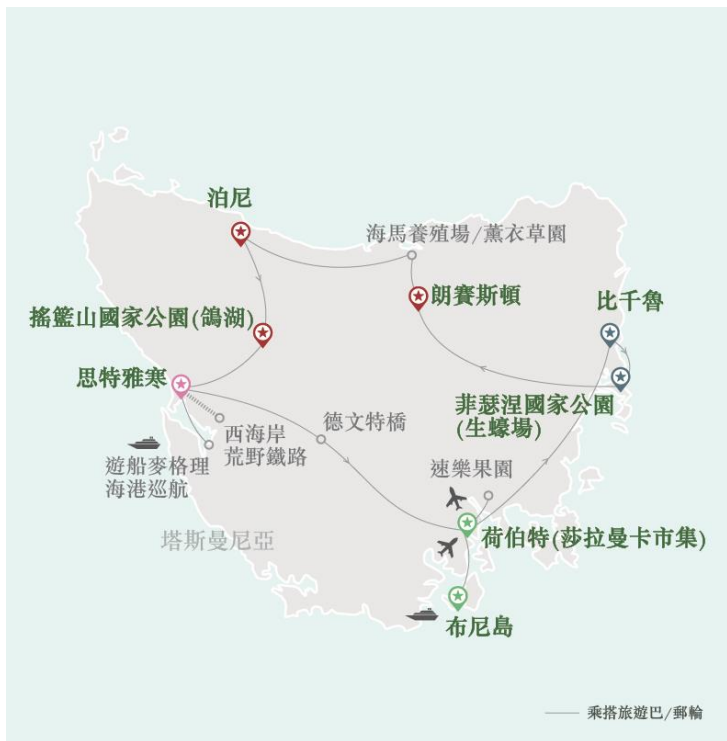 泊尼
海馬養殖場/薰衣草園
朗賽斯頓
比千魯
搖籃山國家公園(鴿湖)
思特雅寒
菲瑟涅國家公園
(生蠔場)
德文特橋
西海岸
荒野鐵路
遊船麥格理
海港巡航
速樂果園
塔斯曼尼亞
荷伯特(莎拉曼卡市集)
布尼島
乘搭旅遊巴/郵輪